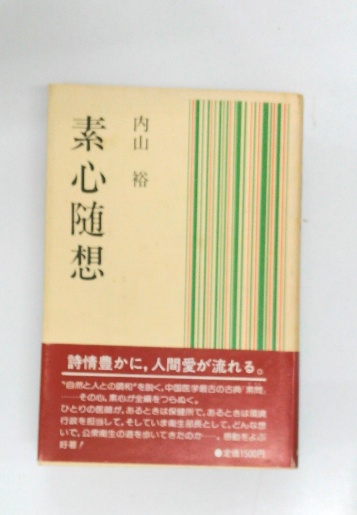 素心随想
内山 裕
詩情豊かに，人間愛が流れる。
“自然と人との調和”を説く，中国医学最古の古典『素問』
――その心，素心が全編をつらぬく。
ひとりの医師が，あるときは保健所で，あるときは環境
行政を担当して，そしていま衛生部長として，どんな想
いで，公衆衛生の道を歩いてきたのか――。感動をよぶ
好著！
●定価1500円